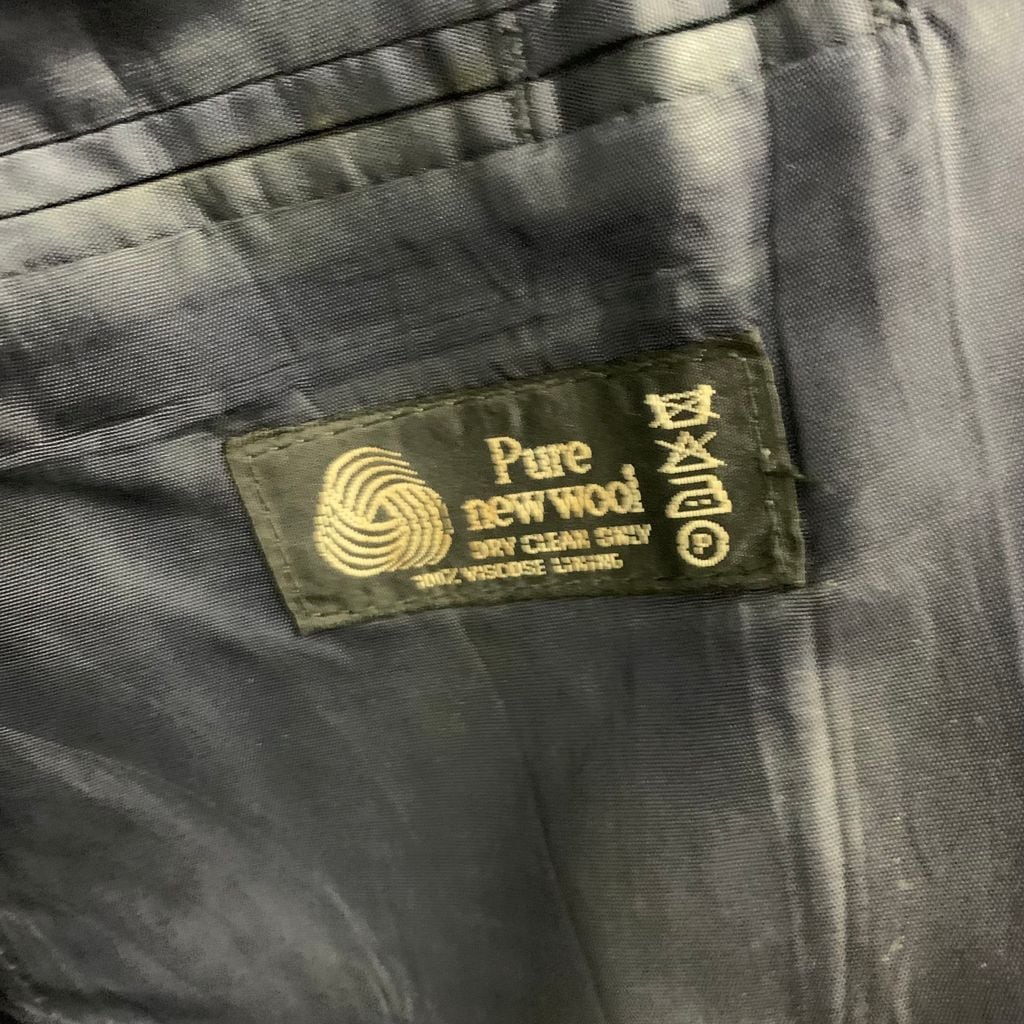 Pure
new wool
DRY CLEAN ONLY
100% VISCOSE LINING
P